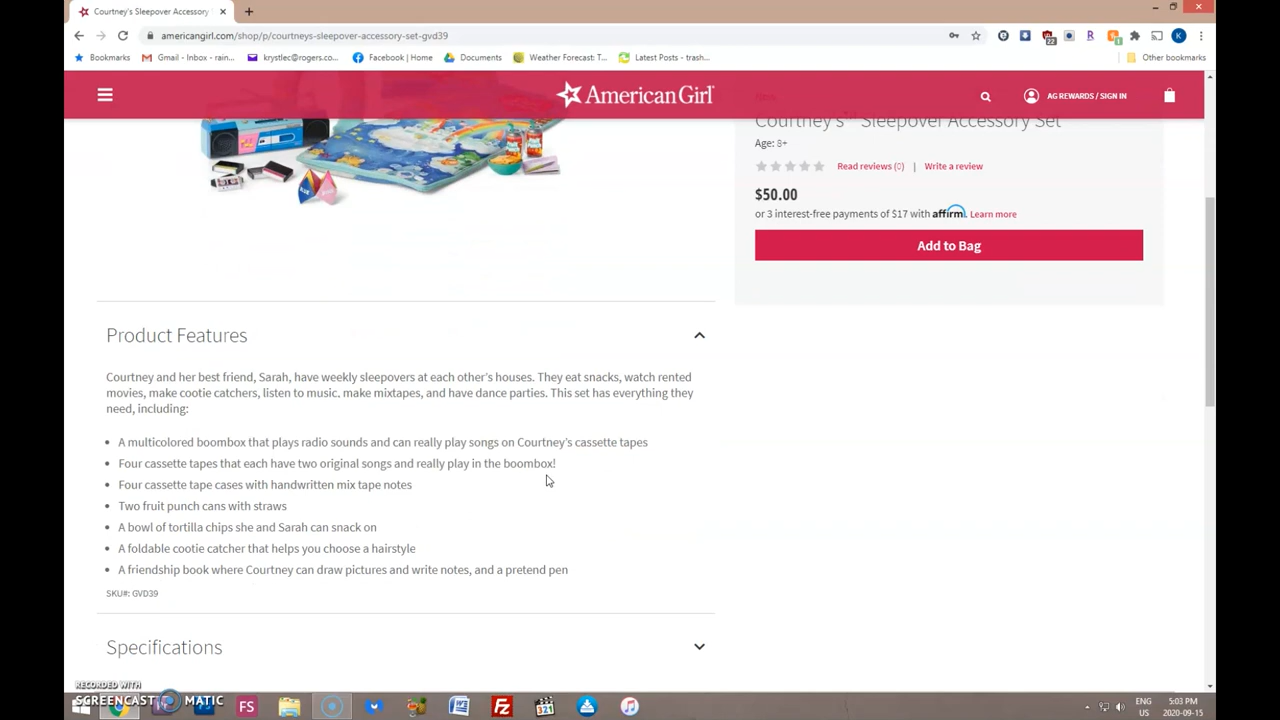 Courtney's Sleepover Accessory
americangirl.com/shop/p/courtneys-sleepover-accessory-set-gvd39
22
1
K
Bookmarks
Gmail - Inbox - rain...
krystlec@rogers.co...
Facebook | Home
Documents
Weather Forecast: T...
Latest Posts - trash...
Other bookmarks
AmericanGirl
AG REWARDS / SIGN IN
Courtney's™ Sleepover Accessory Set
Age: 8+
Read reviews (0) | Write a review
$50.00
or 3 interest-free payments of $17 with affirm. Learn more
Add to Bag
Product Features
Courtney and her best friend, Sarah, have weekly sleepovers at each other's houses. They eat snacks, watch rented
movies, make cootie catchers, listen to music, make mixtapes, and have dance parties. This set has everything they
need, including:
• A multicolored boombox that plays radio sounds and can really play songs on Courtney's cassette tapes
• Four cassette tapes that each have two original songs and really play in the boombox!
• Four cassette tape cases with handwritten mix tape notes
• Two fruit punch cans with straws
• A bowl of tortilla chips she and Sarah can snack on
• A foldable cootie catcher that helps you choose a hairstyle
• A friendship book where Courtney can draw pictures and write notes, and a pretend pen
SKU#: GVD39
Specifications
RECORDED WITH
SCREENCAST MATIC
FS
321
ENG
US
5:03 PM
2020-09-15